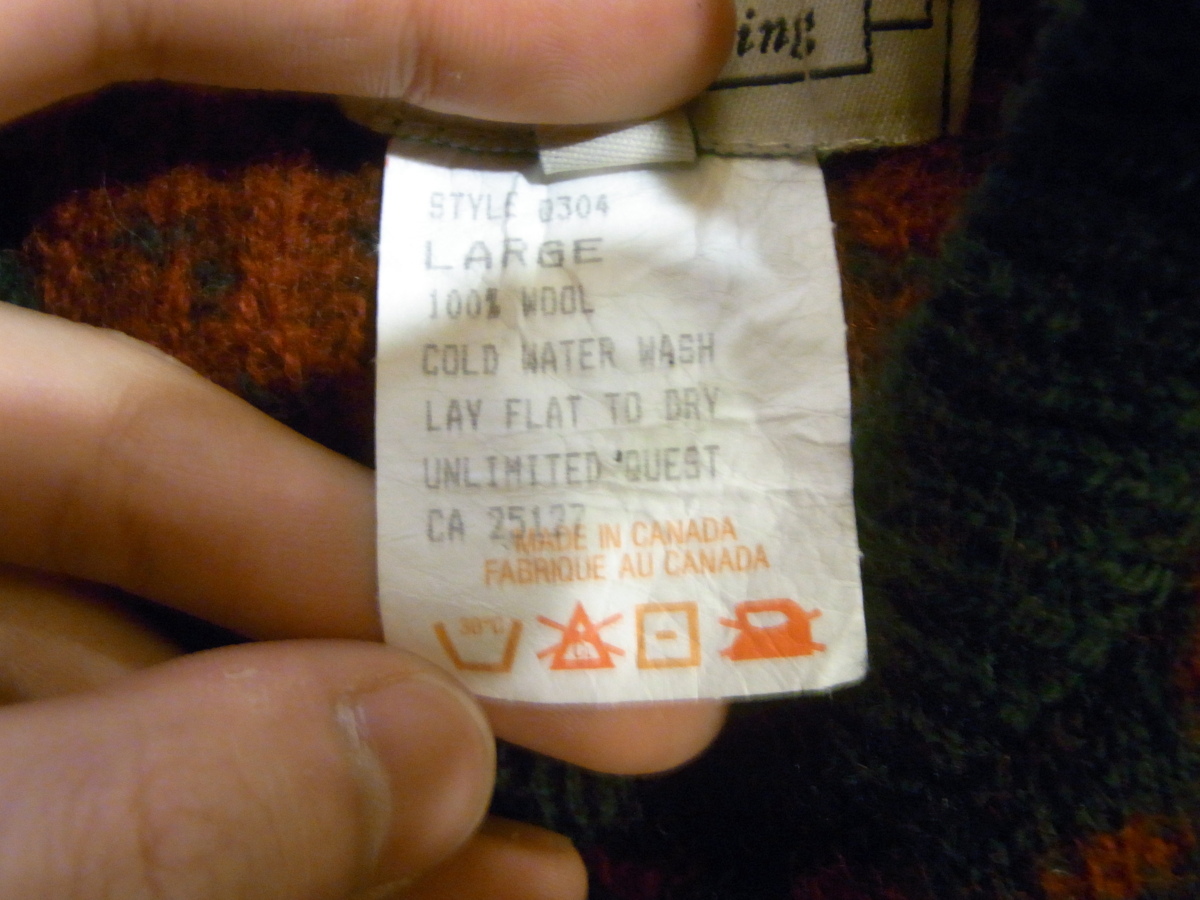 ing
STYLE 0304
LARGE
100% WOOL
COLD WATER WASH
LAY FLAT TO DRY
UNLIMITED QUEST
CA 25127
MADE IN CANADA
FABRIQUE AU CANADA
30°C